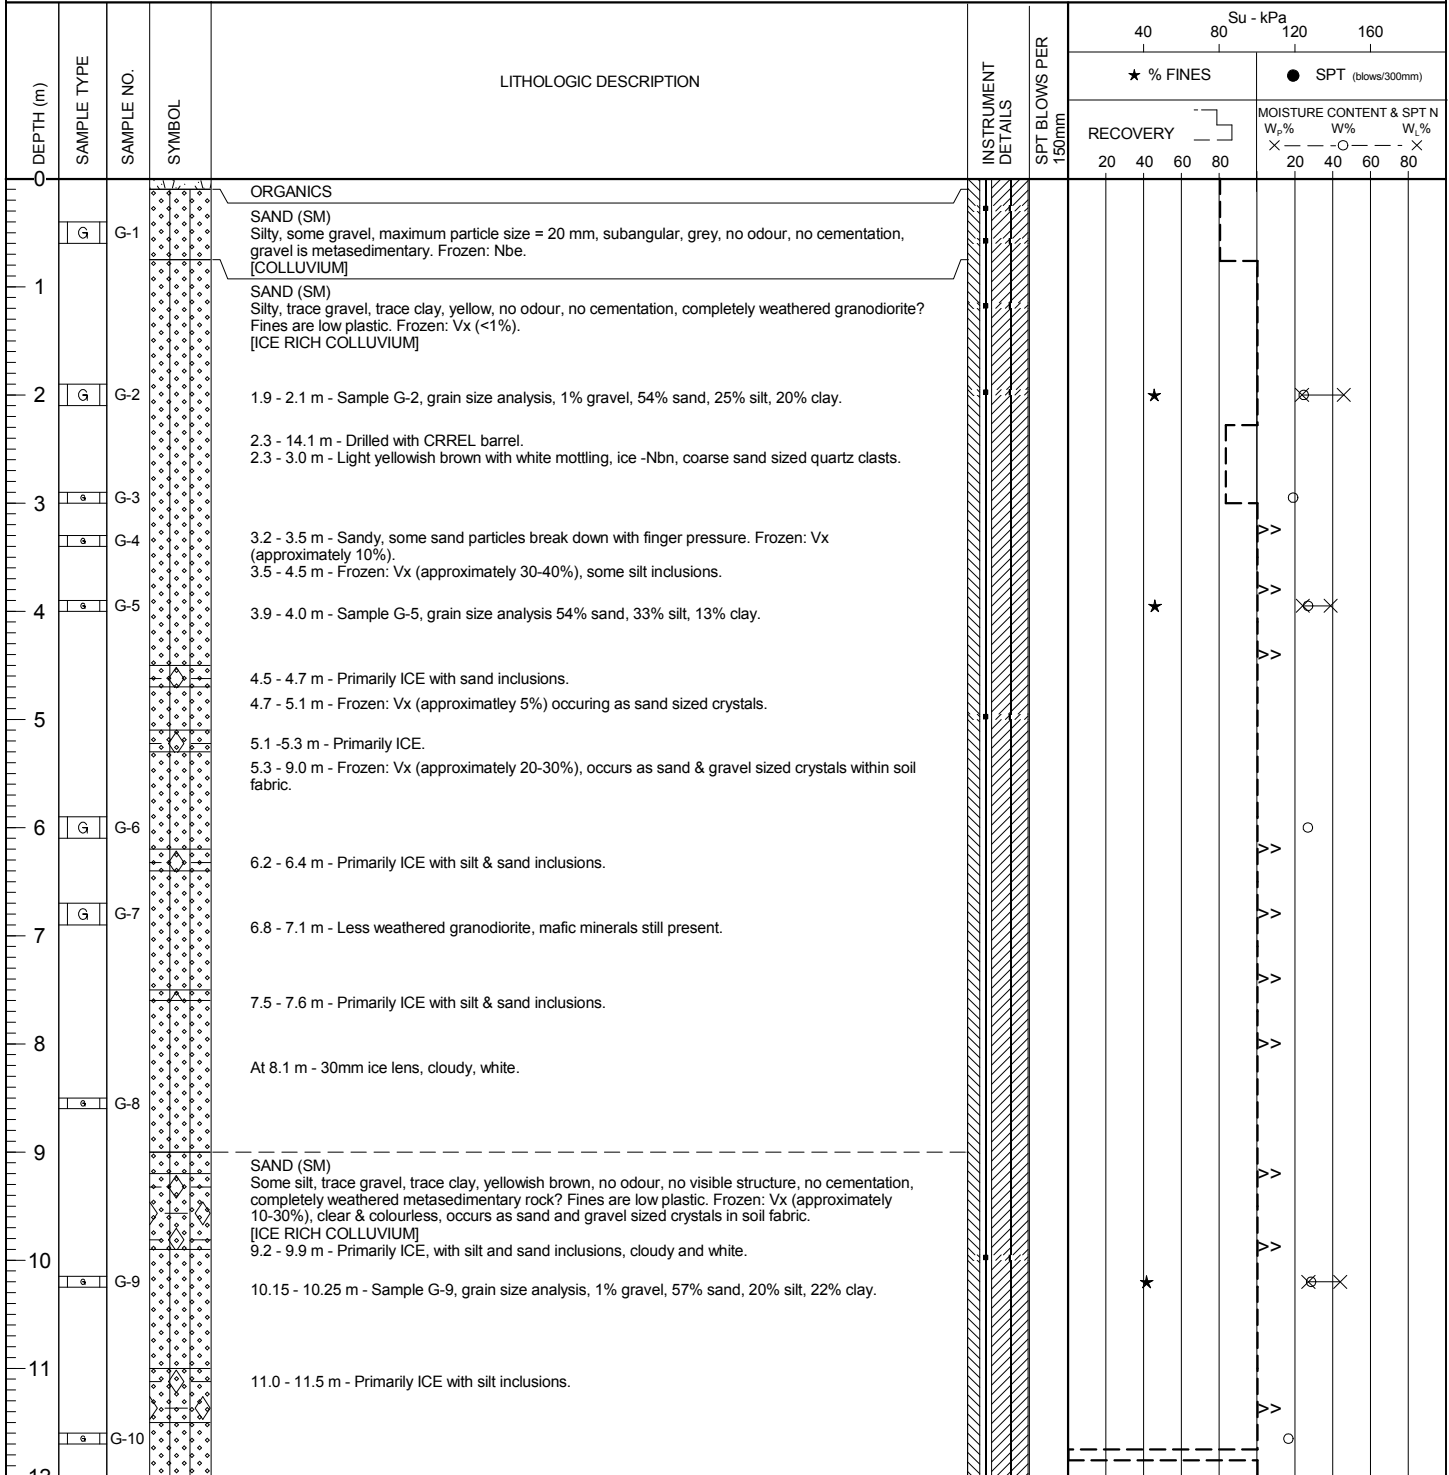 Su - kPa
40 80 120 160
★ % FINES ● SPT (blows/300mm)
DEPTH (m)
SAMPLE TYPE
SAMPLE NO.
SYMBOL
LITHOLOGIC DESCRIPTION
INSTRUMENT
DETAILS
SPT BLOWS PER
150mm
RECOVERY
MOISTURE CONTENT & SPT N
WP% W% WL%
20 40 60 80 20 40 60 80
0
ORGANICS
SAND (SM)
G G-1 Silty, some gravel, maximum particle size = 20 mm, subangular, grey, no odour, no cementation,
gravel is metasedimentary. Frozen: Nbe.
[COLLUVIUM]
1
SAND (SM)
Silty, trace gravel, trace clay, yellow, no odour, no cementation, completely weathered granodiorite?
Fines are low plastic. Frozen: Vx (<1%).
[ICE RICH COLLUVIUM]
2 G G-2 1.9 - 2.1 m - Sample G-2, grain size analysis, 1% gravel, 54% sand, 25% silt, 20% clay.
2.3 - 14.1 m - Drilled with CRREL barrel.
2.3 - 3.0 m - Light yellowish brown with white mottling, ice -Nbn, coarse sand sized quartz clasts.
3 G G-3
>>
G G-4 3.2 - 3.5 m - Sandy, some sand particles break down with finger pressure. Frozen: Vx
(approximately 10%).
3.5 - 4.5 m - Frozen: Vx (approximately 30-40%), some silt inclusions.
>>
4 G G-5 3.9 - 4.0 m - Sample G-5, grain size analysis 54% sand, 33% silt, 13% clay.
>>
4.5 - 4.7 m - Primarily ICE with sand inclusions.
4.7 - 5.1 m - Frozen: Vx (approximatley 5%) occuring as sand sized crystals.
5
5.1 -5.3 m - Primarily ICE.
5.3 - 9.0 m - Frozen: Vx (approximately 20-30%), occurs as sand & gravel sized crystals within soil
fabric.
6 G G-6
>>
6.2 - 6.4 m - Primarily ICE with silt & sand inclusions.
G G-7 >>
7 6.8 - 7.1 m - Less weathered granodiorite, mafic minerals still present.
>>
7.5 - 7.6 m - Primarily ICE with silt & sand inclusions.
8 >>
At 8.1 m - 30mm ice lens, cloudy, white.
G G-8
9
SAND (SM) >>
Some silt, trace gravel, trace clay, yellowish brown, no odour, no visible structure, no cementation,
completely weathered metasedimentary rock? Fines are low plastic. Frozen: Vx (approximately
10-30%), clear & colourless, occurs as sand and gravel sized crystals in soil fabric.
[ICE RICH COLLUVIUM]
9.2 - 9.9 m - Primarily ICE, with silt and sand inclusions, cloudy and white. >>
10
G G-9 10.15 - 10.25 m - Sample G-9, grain size analysis, 1% gravel, 57% sand, 20% silt, 22% clay.
11
11.0 - 11.5 m - Primarily ICE with silt inclusions.
>>
G G-10
12